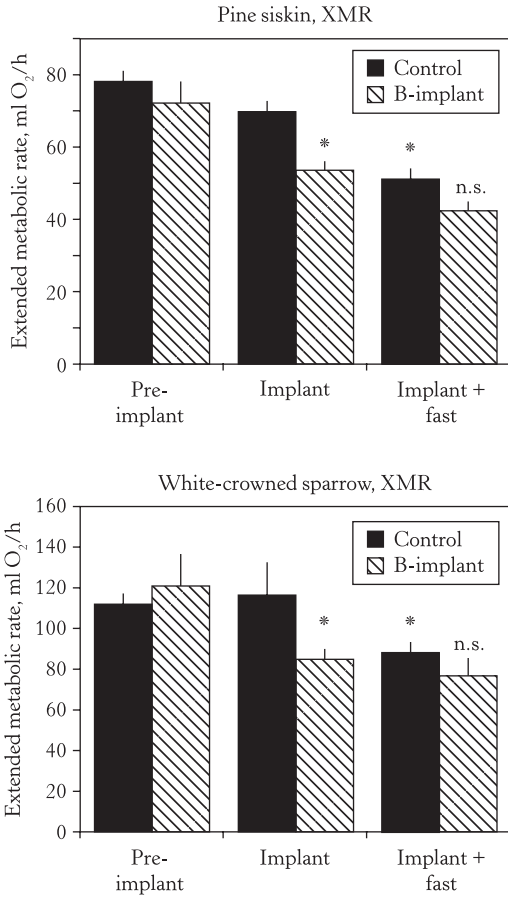 Pine siskin, XMR
Extended metabolic rate, ml O₂/h
80
60
40
20
0
Control
B-implant
*
*
n.s.
Pre-
implant
Implant
Implant +
fast
White-crowned sparrow, XMR
Extended metabolic rate, ml O₂/h
160
140
120
100
80
60
40
20
0
Control
B-implant
*
*
n.s.
Pre-
implant
Implant
Implant +
fast